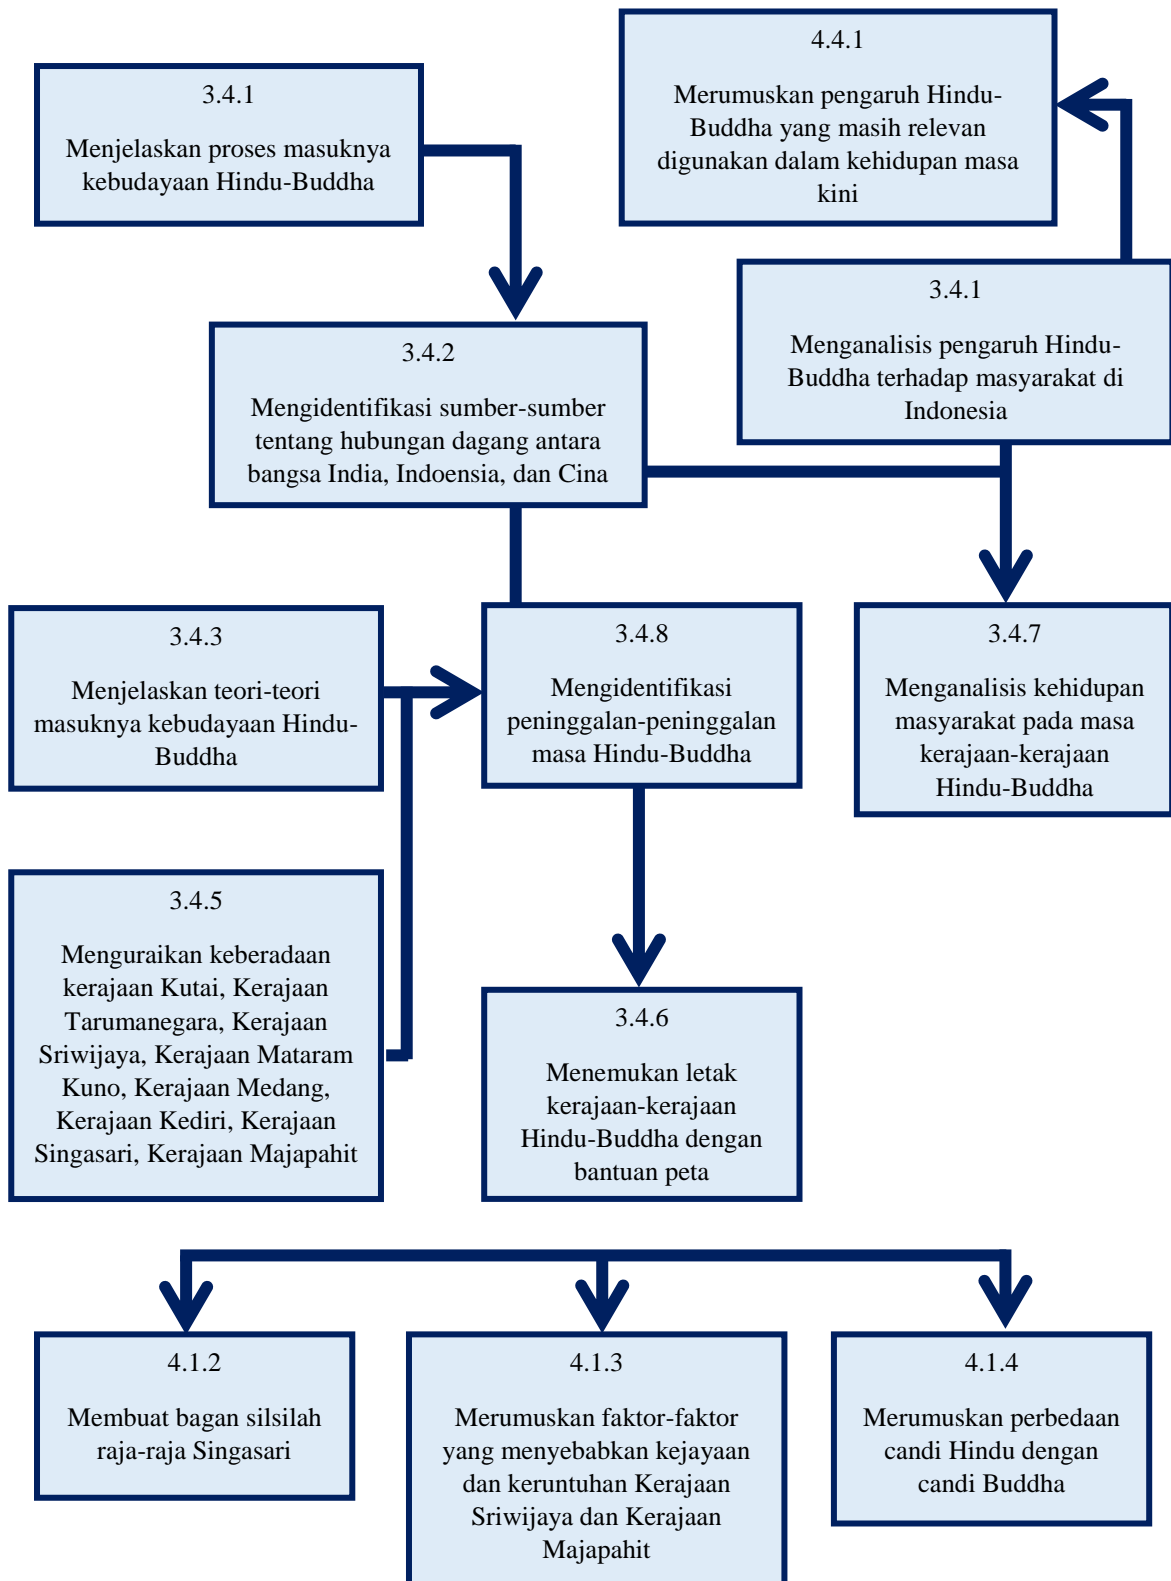 3.4.1
Menjelaskan proses masuknya
kebudayaan Hindu-Buddha
4.4.1
Merumuskan pengaruh Hindu-
Buddha yang masih relevan
digunakan dalam kehidupan masa
kini
3.4.2
Mengidentifikasi sumber-sumber
tentang hubungan dagang antara
bangsa India, Indoensia, dan Cina
3.4.1
Menganalisis pengaruh Hindu-
Buddha terhadap masyarakat di
Indonesia
3.4.3
Menjelaskan teori-teori
masuknya kebudayaan Hindu-
Buddha
3.4.8
Mengidentifikasi
peninggalan-peninggalan
masa Hindu-Buddha
3.4.7
Menganalisis kehidupan
masyarakat pada masa
kerajaan-kerajaan
Hindu-Buddha
3.4.5
Menguraikan keberadaan
kerajaan Kutai, Kerajaan
Tarumanegara, Kerajaan
Sriwijaya, Kerajaan Mataram
Kuno, Kerajaan Medang,
Kerajaan Kediri, Kerajaan
Singasari, Kerajaan Majapahit
3.4.6
Menemukan letak
kerajaan-kerajaan
Hindu-Buddha dengan
bantuan peta
4.1.2
Membuat bagan silsilah
raja-raja Singasari
4.1.3
Merumuskan faktor-faktor
yang menyebabkan kejayaan
dan keruntuhan Kerajaan
Sriwijaya dan Kerajaan
Majapahit
4.1.4
Merumuskan perbedaan
candi Hindu dengan
candi Buddha